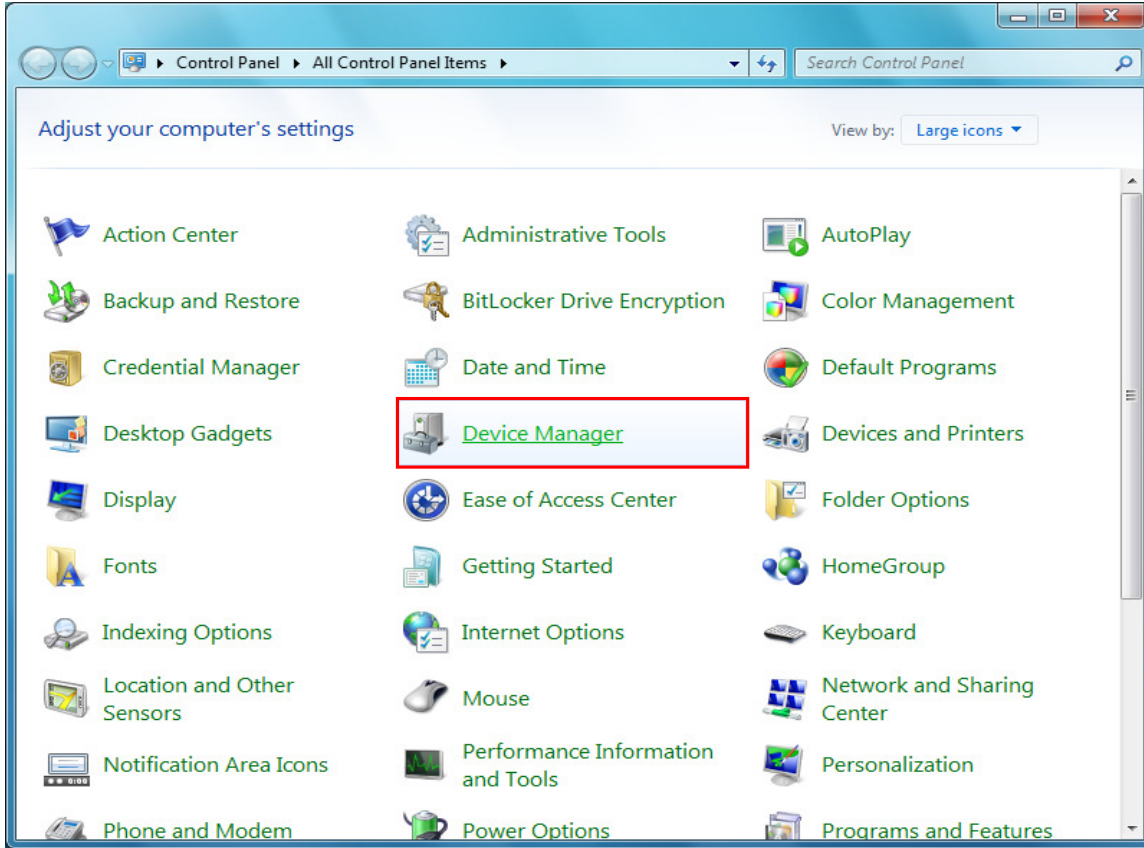 Control Panel All Control Panel Items
Search Control Panel
Adjust your computer's settings
View by: Large icons
Action Center
Administrative Tools
AutoPlay
Backup and Restore
BitLocker Drive Encryption
Color Management
Credential Manager
Date and Time
Default Programs
Desktop Gadgets
Device Manager
Devices and Printers
Display
Ease of Access Center
Folder Options
Fonts
Getting Started
HomeGroup
Indexing Options
Internet Options
Keyboard
Location and Other
Sensors
Mouse
Network and Sharing
Center
Notification Area Icons
Performance Information
and Tools
Personalization
Phone and Modem
Power Options
Programs and Features